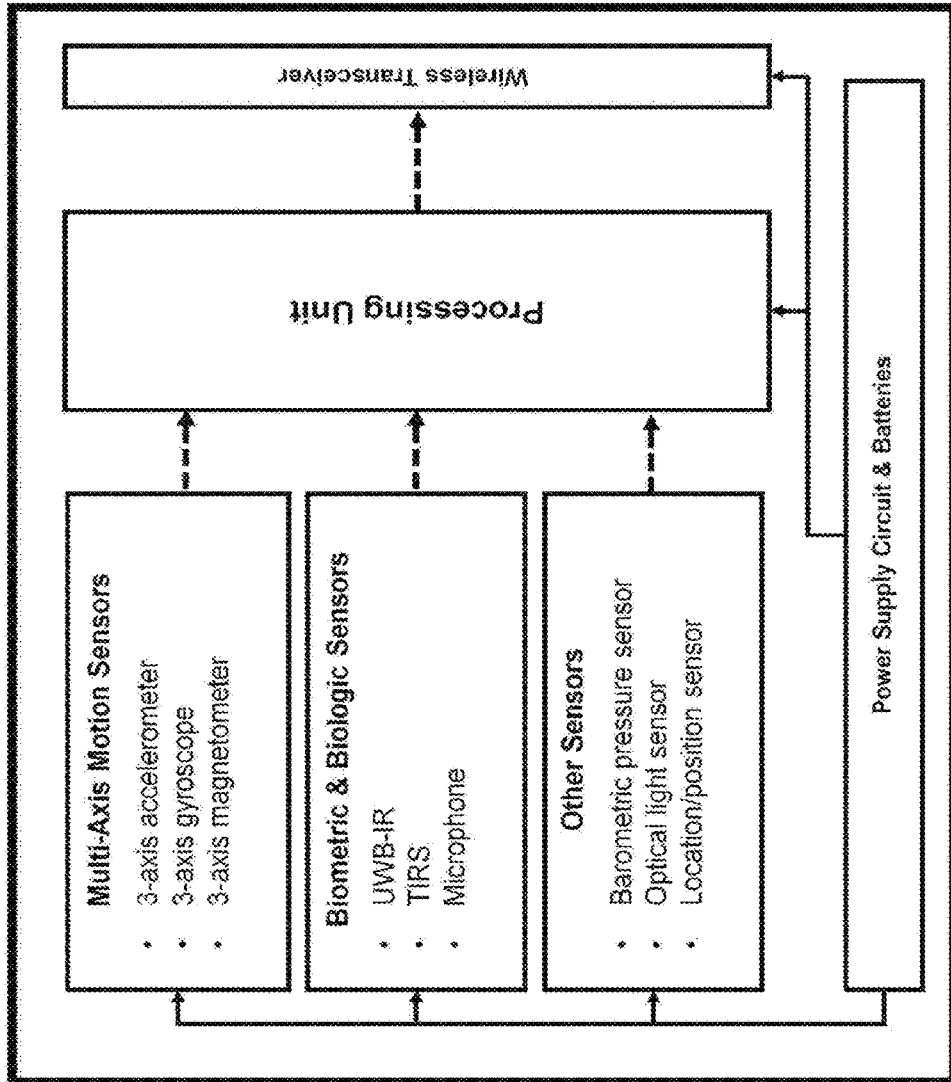 Multi-Axis Motion Sensors
• 3-axis accelerometer
• 3-axis gyroscope
• 3-axis magnetometer
Biometric & Biologic Sensors
• UWB-IR
• TIRS
• Microphone
Other Sensors
• Barometric pressure sensor
• Optical light sensor
• Location/position sensor
Processing Unit
Wireless Transceiver
Power Supply Circuit & Batteries